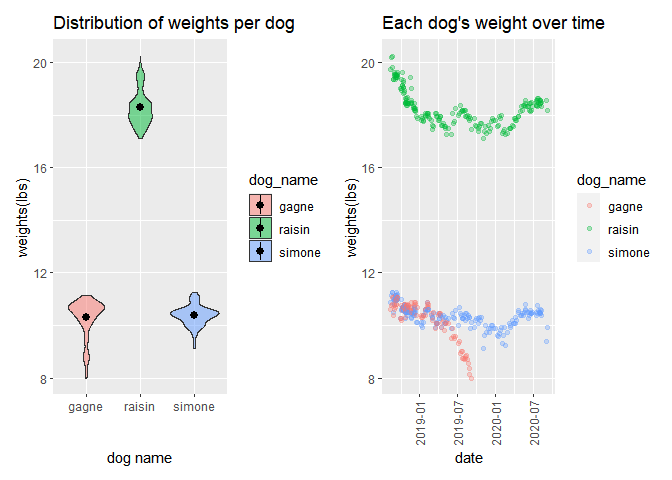 Distribution of weights per dog
weights(lbs)
20
16
12
8
gagne raisin simone
dog name
dog_name
gagne
raisin
simone
Each dog's weight over time
weights(lbs)
20
16
12
8
2019-01
2019-07
2020-01
2020-07
date
dog_name
gagne
raisin
simone